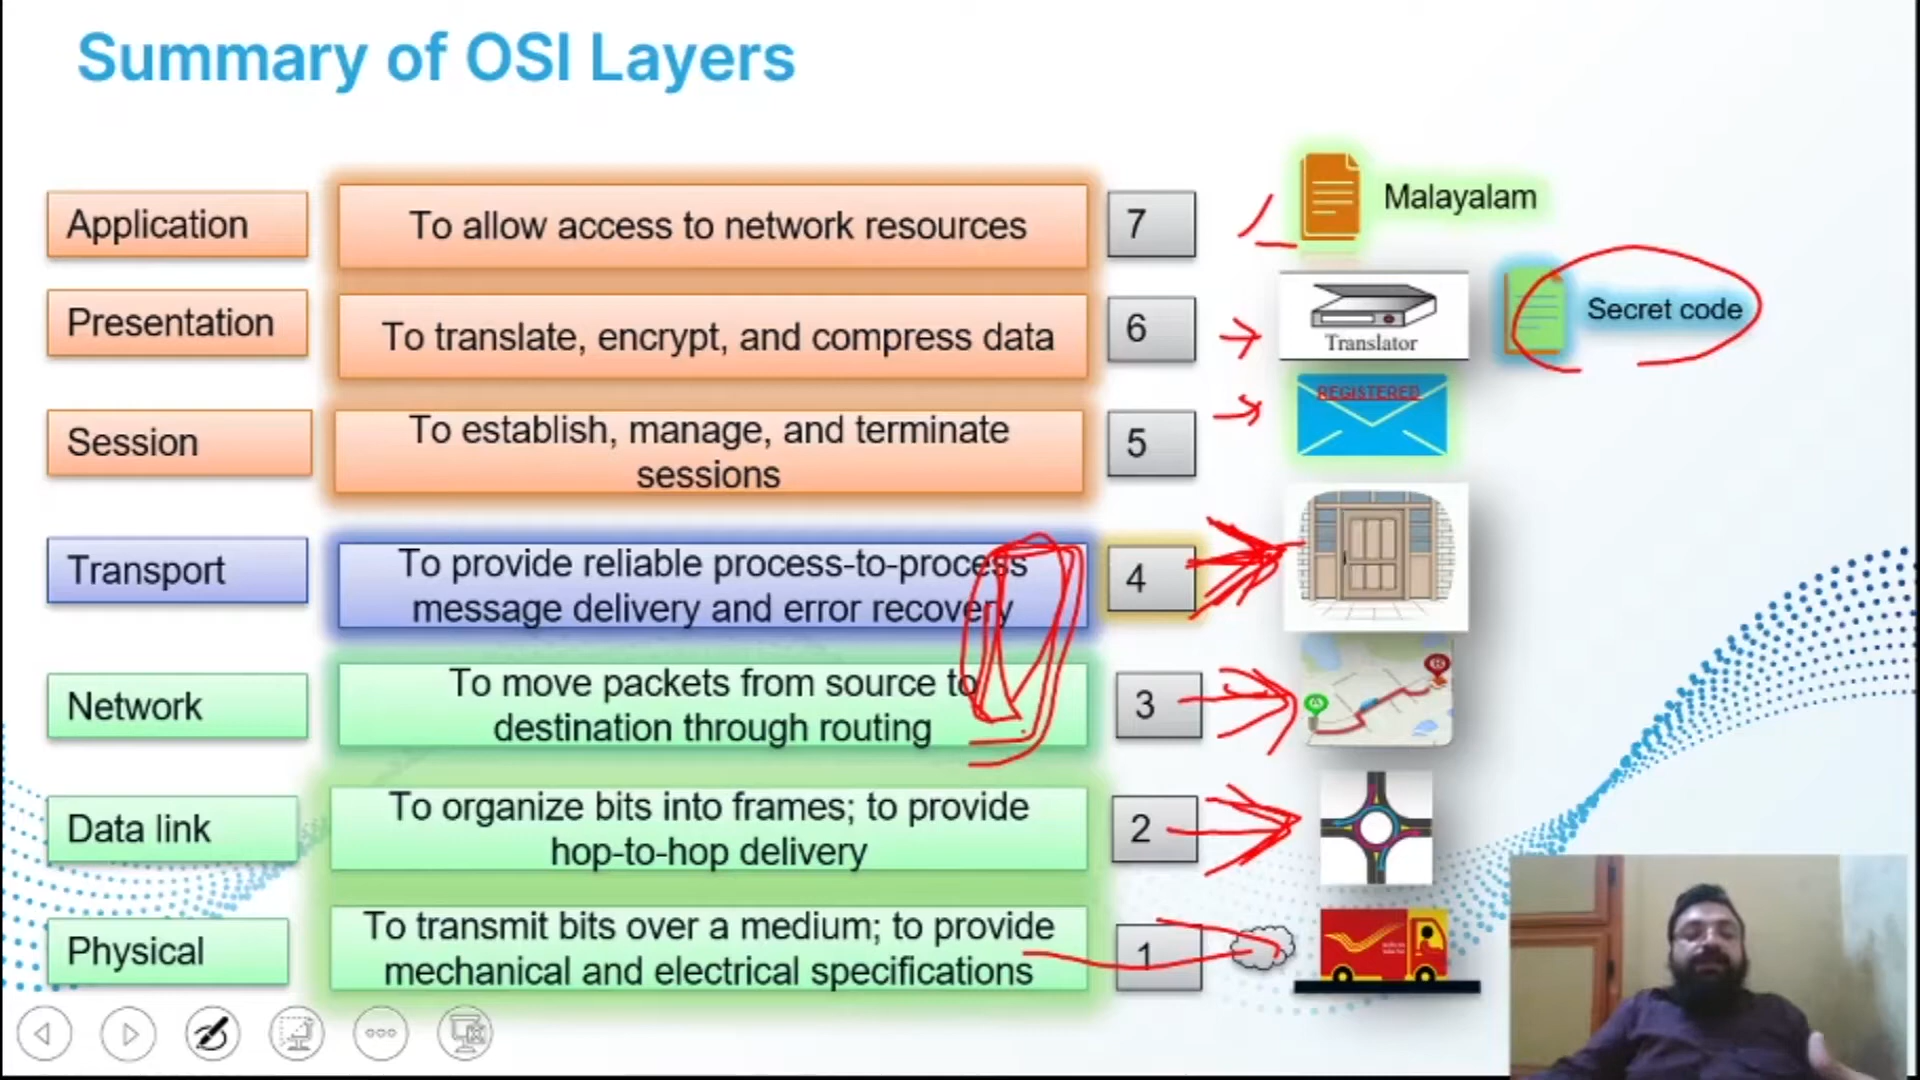 Summary of OSI Layers
Application
To allow access to network resources
7
Malayalam
Presentation
To translate, encrypt, and compress data
6
Translator
Secret code
Session
To establish, manage, and terminate
sessions
5
REGISTERED
Transport
To provide reliable process-to-process
message delivery and error recovery
4
Network
To move packets from source to
destination through routing
3
Data link
To organize bits into frames; to provide
hop-to-hop delivery
2
Physical
To transmit bits over a medium; to provide
mechanical and electrical specifications
1